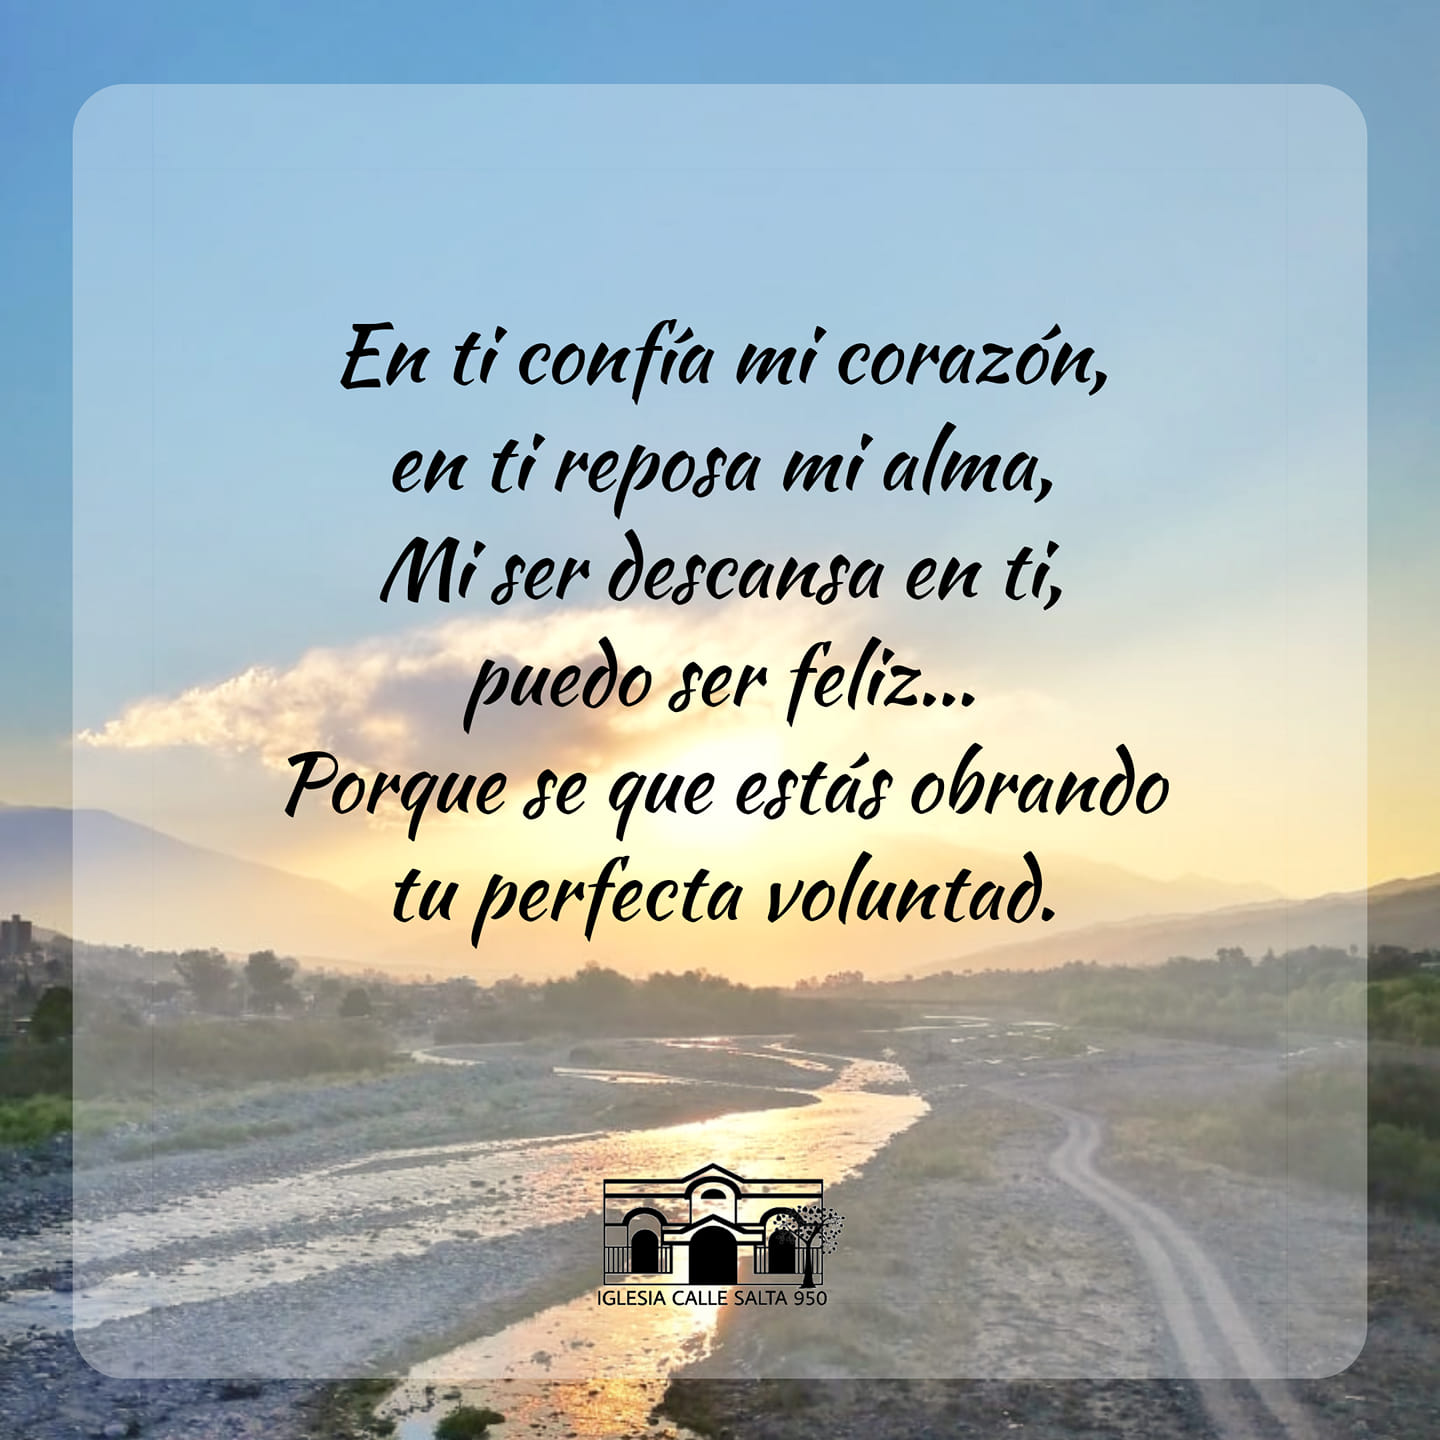 En ti confía mi corazón,
en ti reposa mi alma,
Mi ser descansa en ti,
puedo ser feliz...
Porque se que estás obrando
tu perfecta voluntad.
IGLESIA CALLE SALTA 950